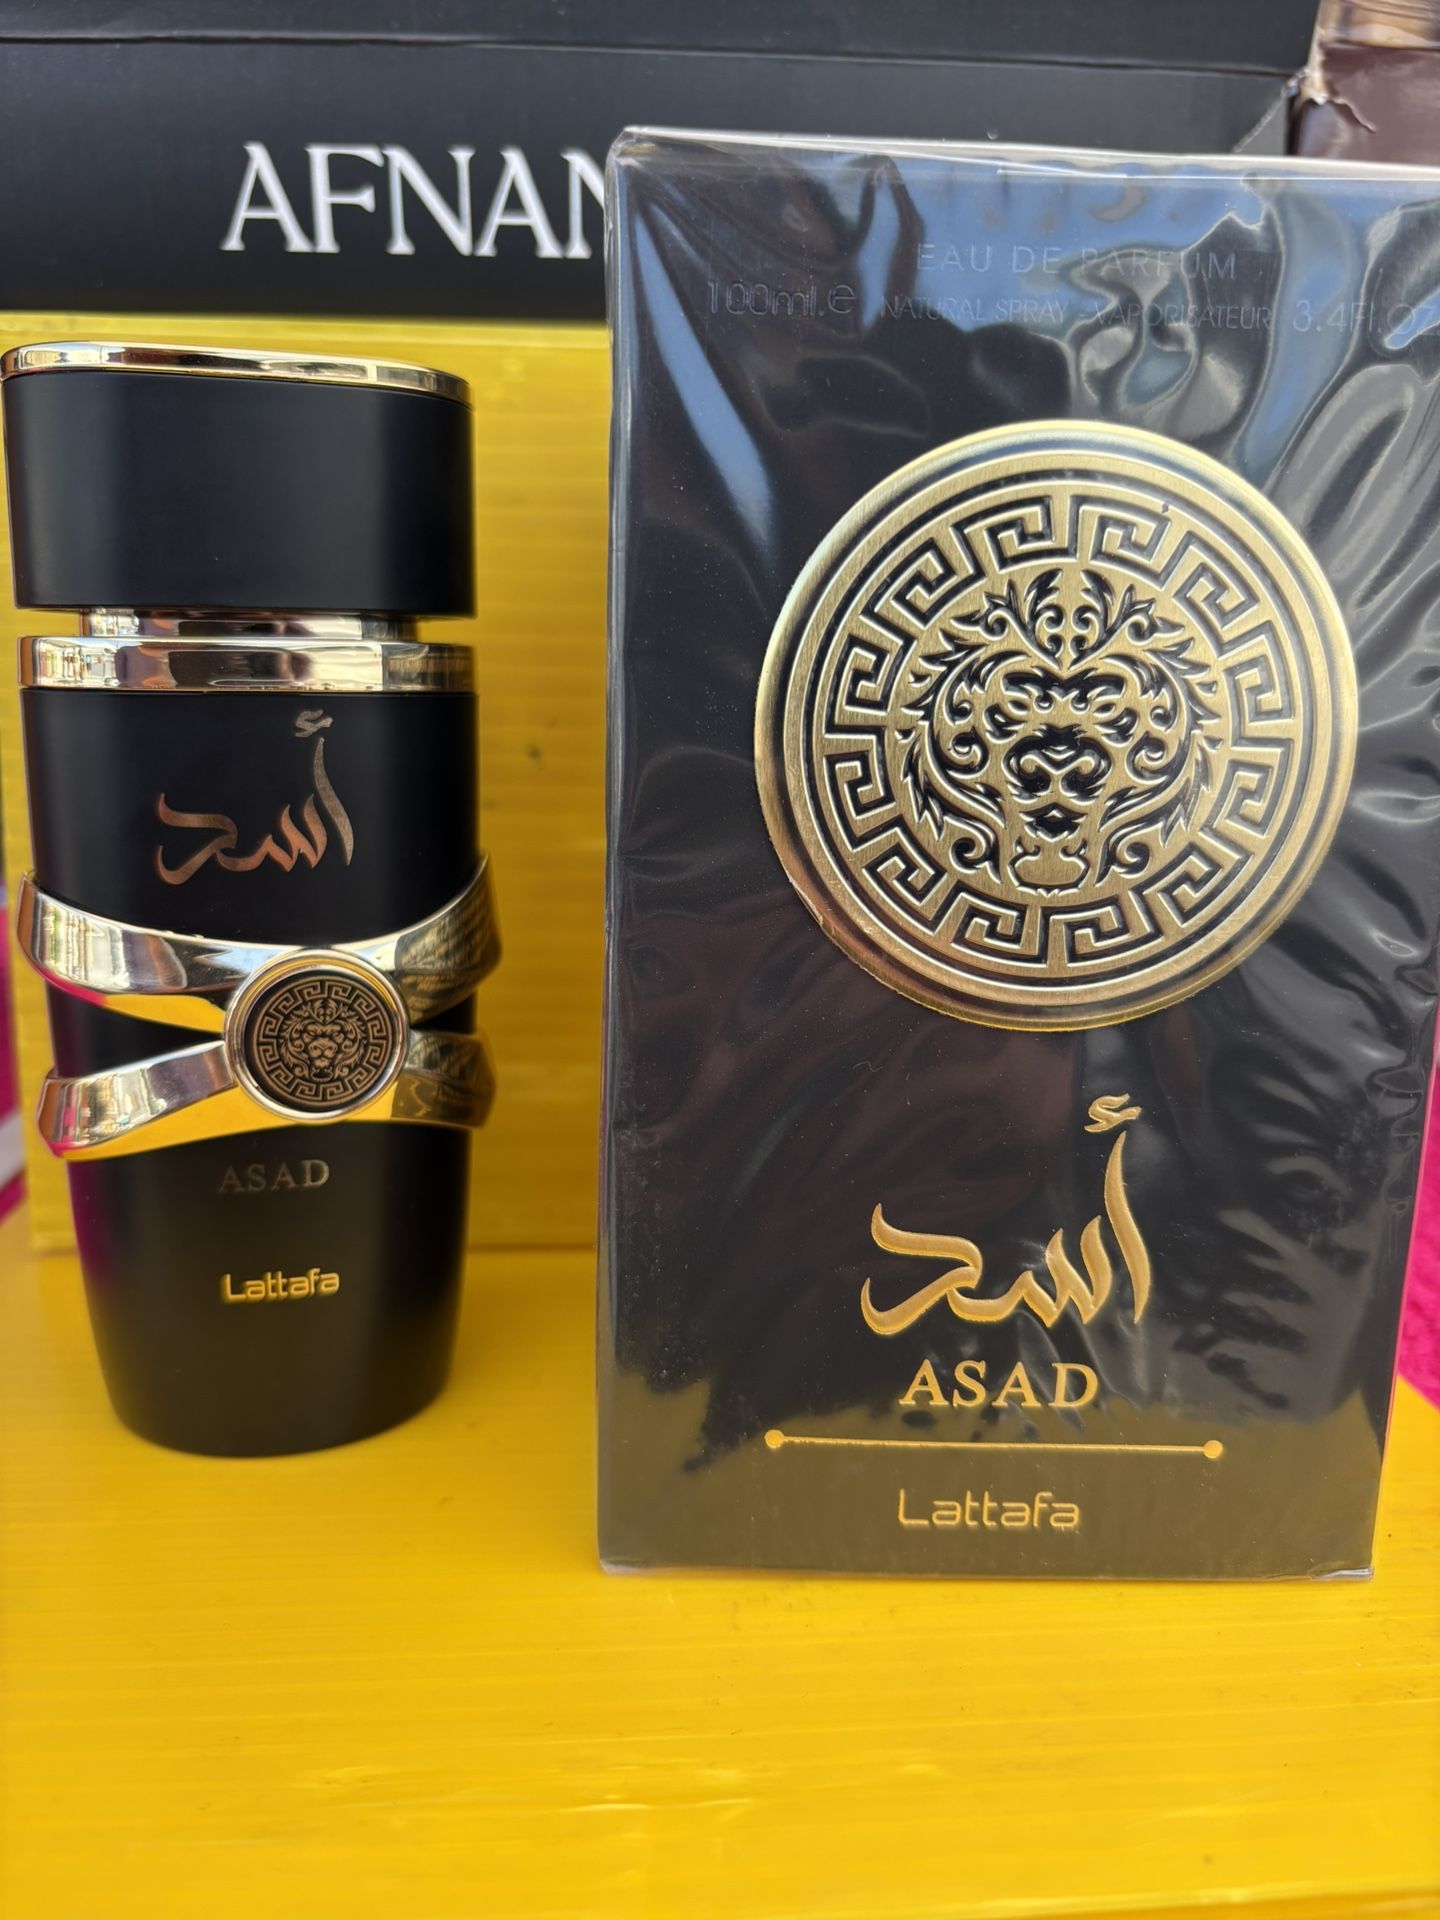 AFNAN
EAU DE PARFUM
100ml.e NATURAL SPRAY - VAPORISATEUR 3.4Fl.OZ
أسد
ASAD
Lattafa
أسد
ASAD
Lattafa